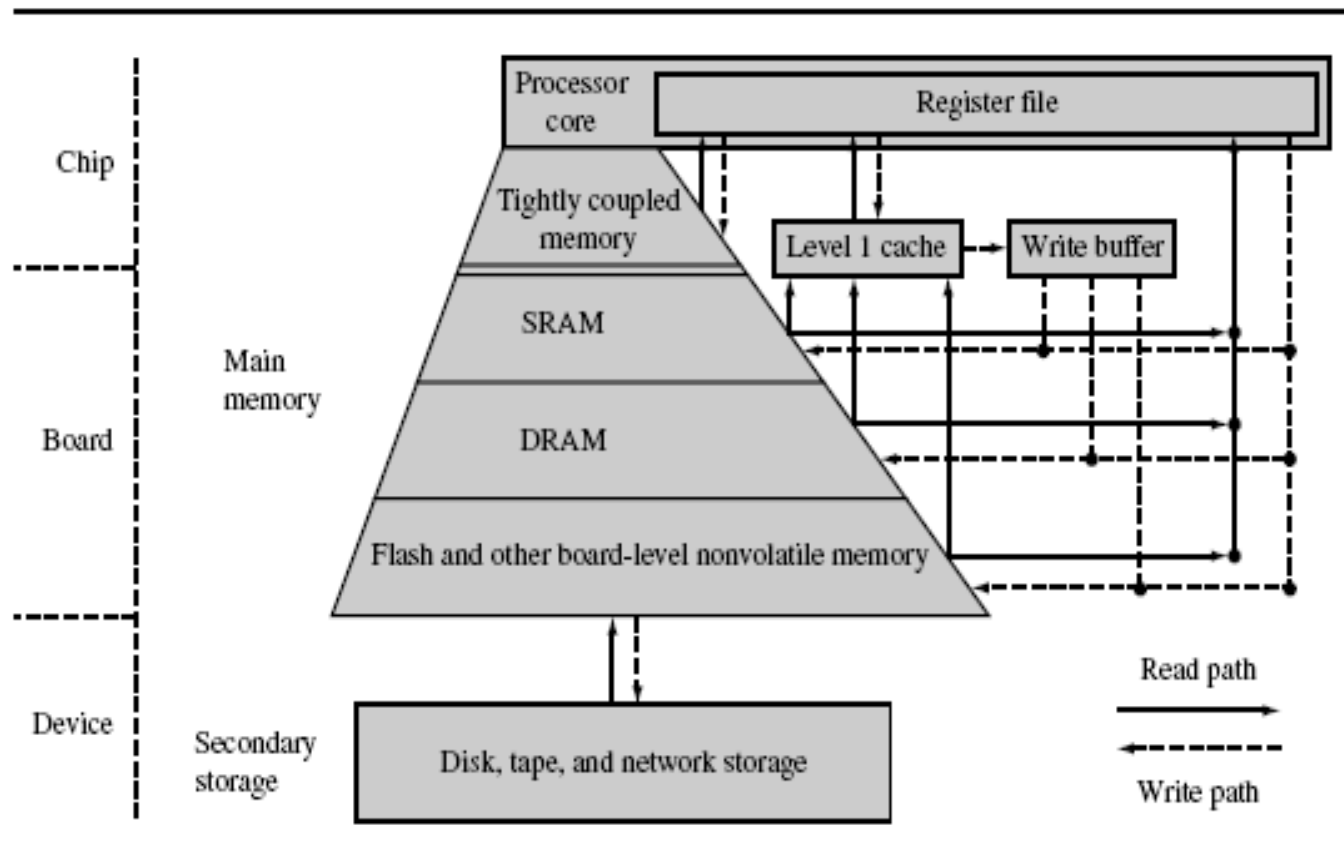 Processor
core
Register file
Chip
Tightly coupled
memory
Level 1 cache
Write buffer
SRAM
Main
memory
Board
DRAM
Flash and other board-level nonvolatile memory
Read path
Device
Secondary
storage
Disk, tape, and network storage
Write path